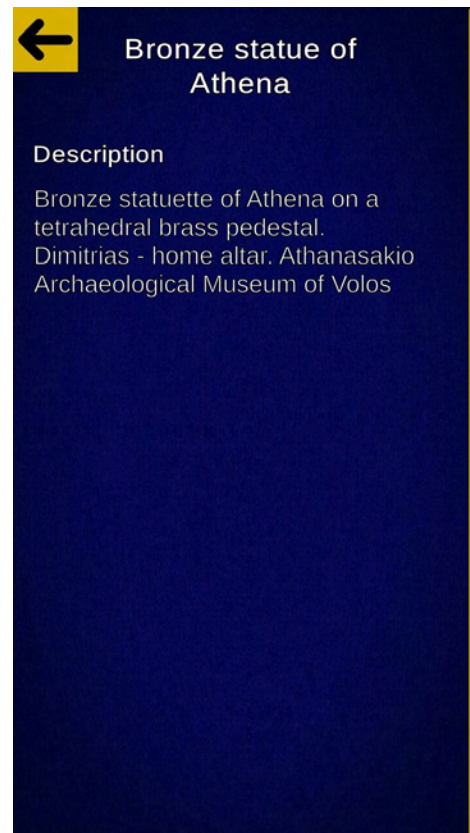 Bronze statue of
Athena
Description
Bronze statuette of Athena on a
tetrahedral brass pedestal.
Dimitrias - home altar. Athanasakio
Archaeological Museum of Volos